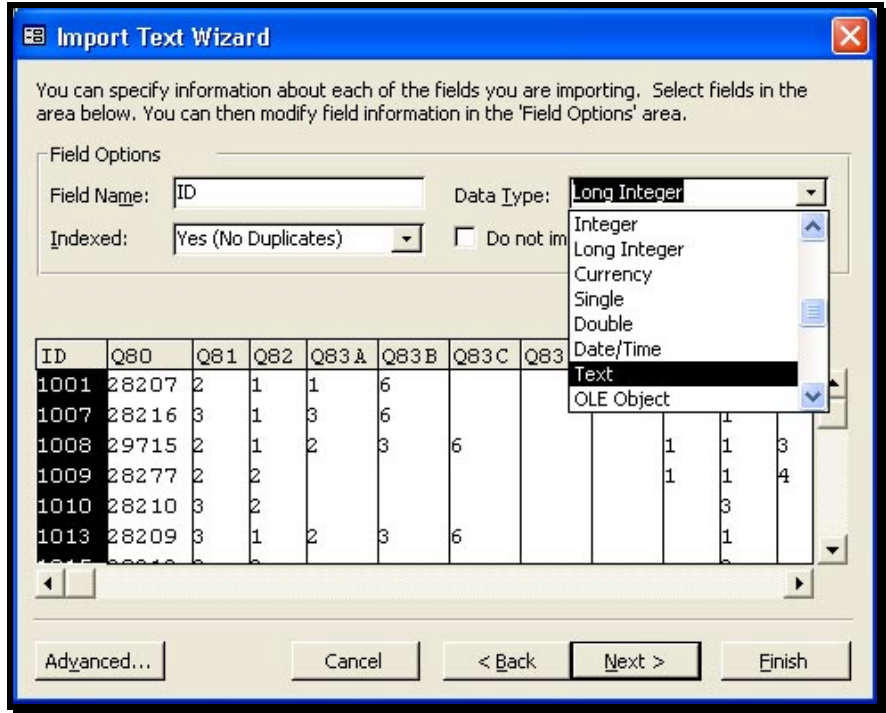 Import Text Wizard
You can specify information about each of the fields you are importing. Select fields in the
area below. You can then modify field information in the 'Field Options' area.
Field Options
Field Name: ID Data Type: Long Integer
Indexed: Yes (No Duplicates) Do not im
Integer
Long Integer
Currency
Single
Double
Date/Time
Text
OLE Object
ID Q80 Q81 Q82 Q83A Q83B Q83C Q83
1001 28207 2 1 1 6
1007 28216 3 1 3 6 1
1008 29715 2 1 2 3 6 1 1 3
1009 28277 2 2 1 1 4
1010 28210 3 2 3
1013 28209 3 1 2 3 6 1
Advanced... Cancel < Back Next > Finish